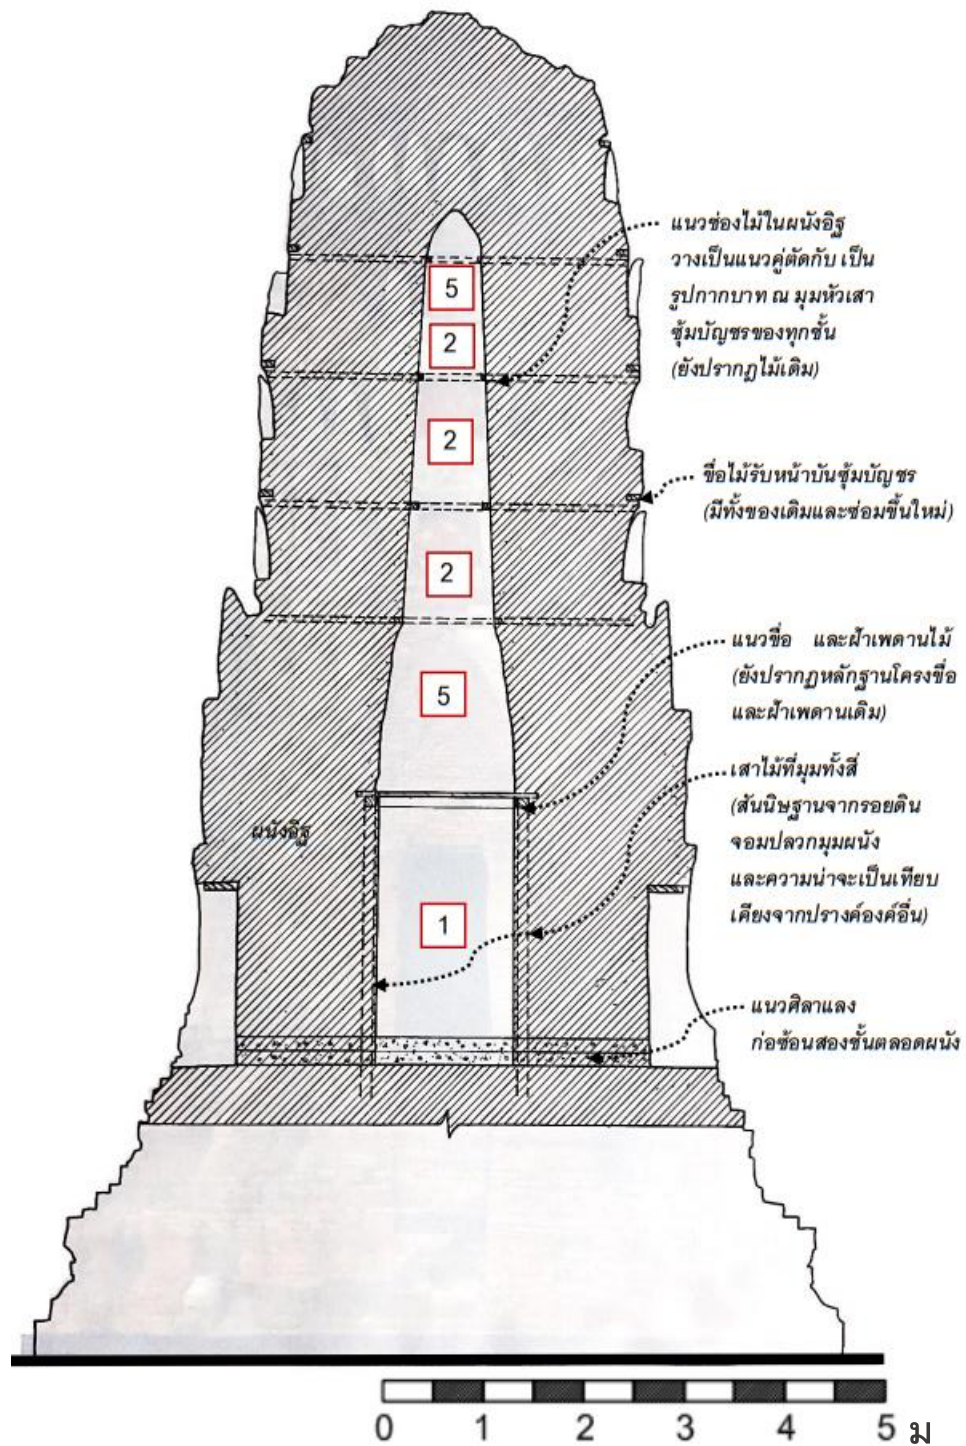 แนวช่องไม้ในผนังอิฐ
วางเป็นแนวคู่ตัดกับ เป็น
รูปกากบาท ณ มุมหัวเสา
ซุ้มบัญชรของทุกชั้น
(ยังปรากฏไม้เดิม)
5
2
2
ขื่อไม้รับหน้าบันซุ้มบัญชร
(มีทั้งของเดิมและซ่อมขึ้นใหม่)
2
แนวขื่อ และฝ้าเพดานไม้
(ยังปรากฏหลักฐานโครงขื่อ
และฝ้าเพดานเดิม)
5
เสาไม้ที่มุมทั้งสี่
(สันนิษฐานจากรอยดิน
จอมปลวกมุมผนัง
และความน่าจะเป็นเทียบ
เคียงจากปรางค์องค์อื่น)
ผนังอิฐ
1
แนวศิลาแลง
ก่อซ้อนสองชั้นตลอดผนัง
0 1 2 3 4 5 ม